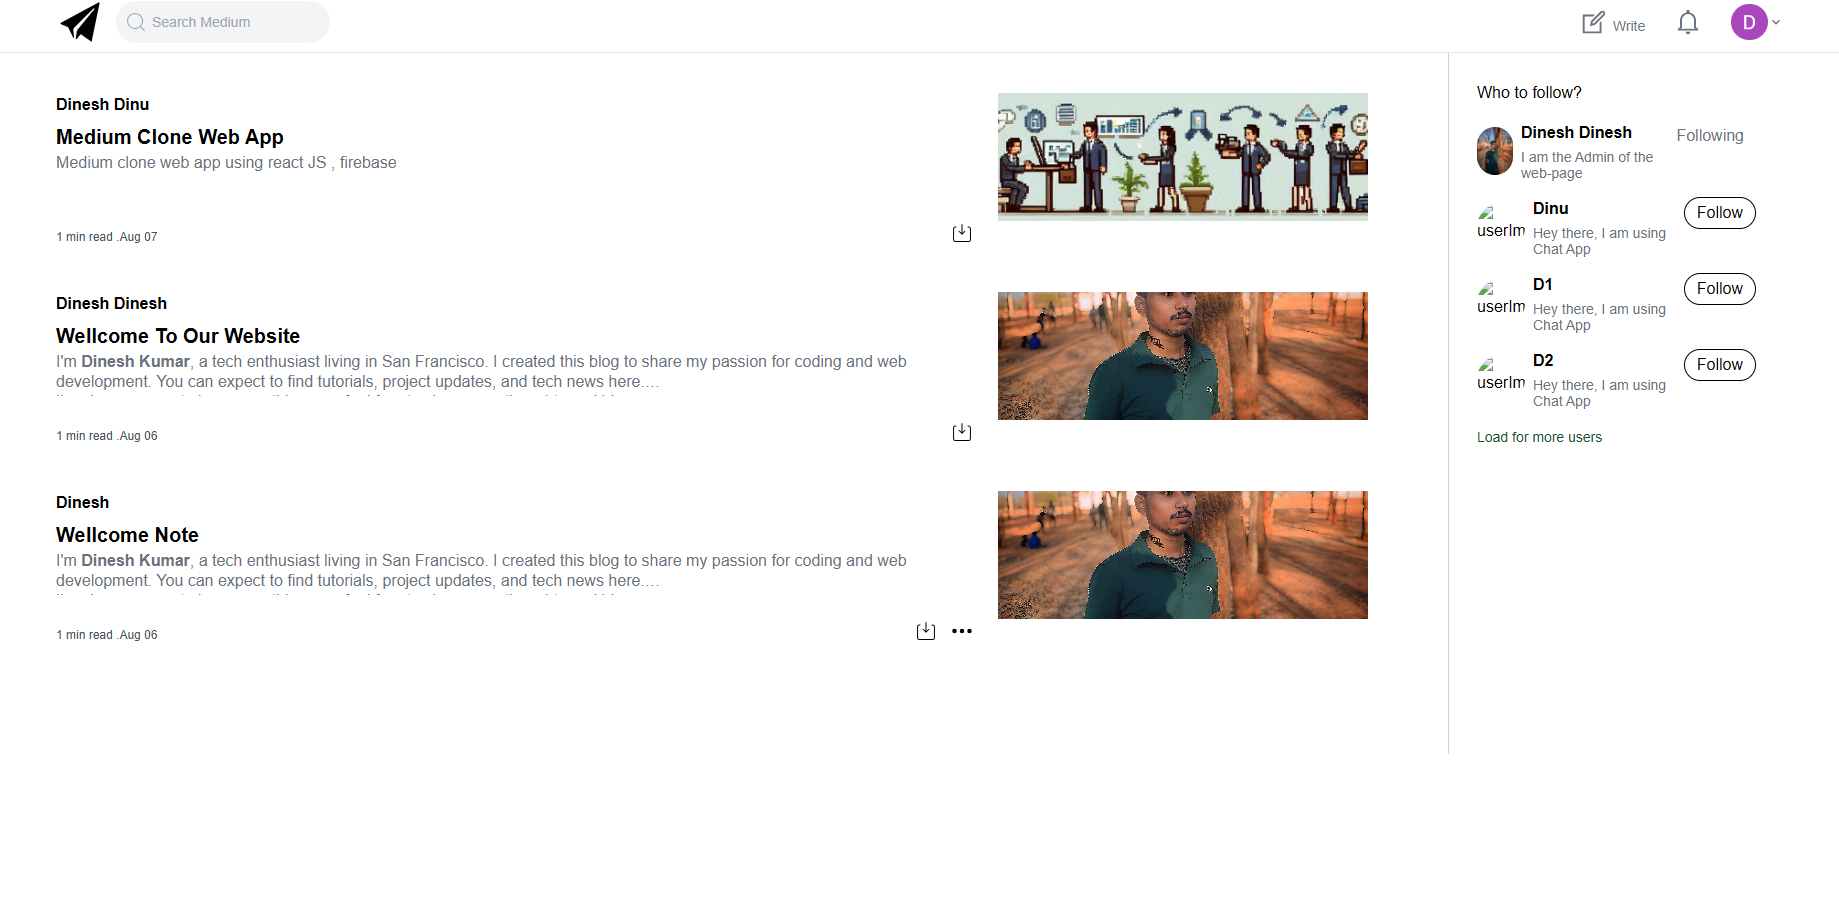 Search Medium
Write
D
Dinesh Dinu
Medium Clone Web App
Medium clone web app using react JS , firebase
1 min read .Aug 07
Dinesh Dinesh
Wellcome To Our Website
I'm Dinesh Kumar, a tech enthusiast living in San Francisco. I created this blog to share my passion for coding and web
development. You can expect to find tutorials, project updates, and tech news here....
1 min read .Aug 06
Dinesh
Wellcome Note
I'm Dinesh Kumar, a tech enthusiast living in San Francisco. I created this blog to share my passion for coding and web
development. You can expect to find tutorials, project updates, and tech news here....
1 min read .Aug 06
Who to follow?
Dinesh Dinesh
Following
I am the Admin of the
web-page
Dinu
Follow
userIm
Hey there, I am using
Chat App
D1
Follow
userIm
Hey there, I am using
Chat App
D2
Follow
userIm
Hey there, I am using
Chat App
Load for more users